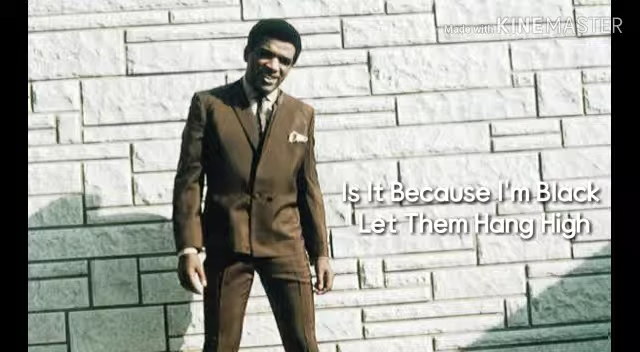 Made with KINEMASTER
Is It Because I'm Black
Let Them Hang High